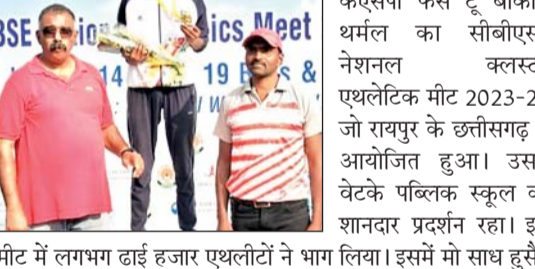 BSE ics Meet
14 19 &
थर्मल का सीबीएस
नेशनल क्लस्ट
एथलेटिक मीट 2023-2
जो रायपुर के छत्तीसगढ़
आयोजित हुआ। उस
वेटके पब्लिक स्कूल व
शानदार प्रदर्शन रहा। इ
मीट में लगभग ढाई हजार एथलीटों ने भाग लिया। इसमें मो साध हुसै